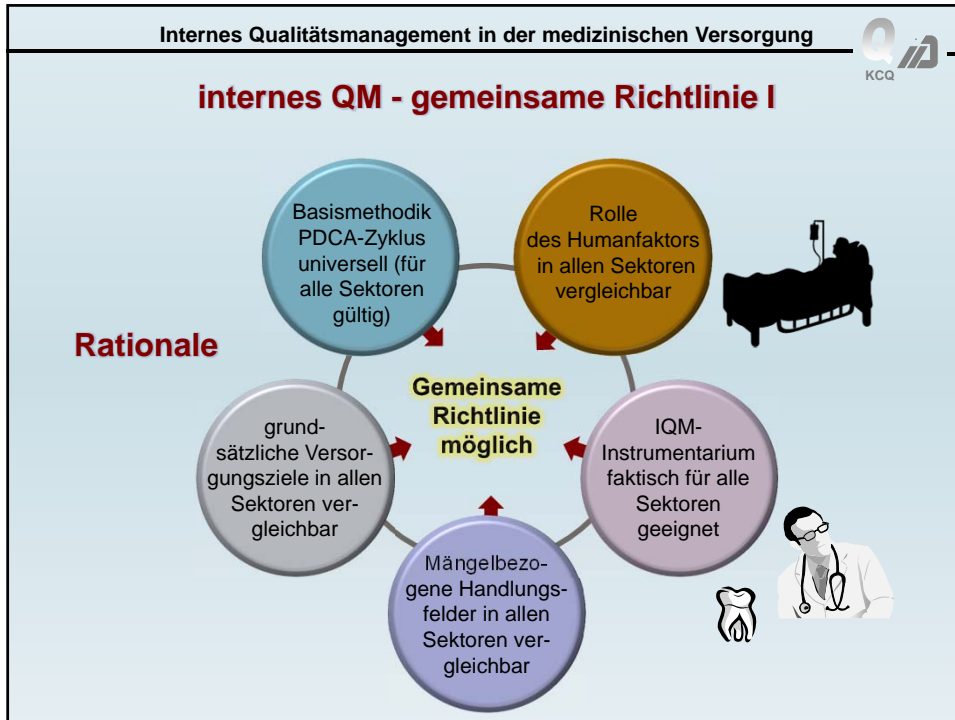 Internes Qualitätsmanagement in der medizinischen Versorgung
Q
KCQ
internes QM - gemeinsame Richtlinie I
Basismethodik
PDCA-Zyklus
universell (für
alle Sektoren
gültig)
Rolle
des Humanfaktors
in allen Sektoren
vergleichbar
Rationale
Gemeinsame
Richtlinie
möglich
grund-
sätzliche Versor-
gungsziele in allen
Sektoren ver-
gleichbar
IQM-
Instrumentarium
faktisch für alle
Sektoren
geeignet
Mängelbezo-
gene Handlungs-
felder in allen
Sektoren ver-
gleichbar